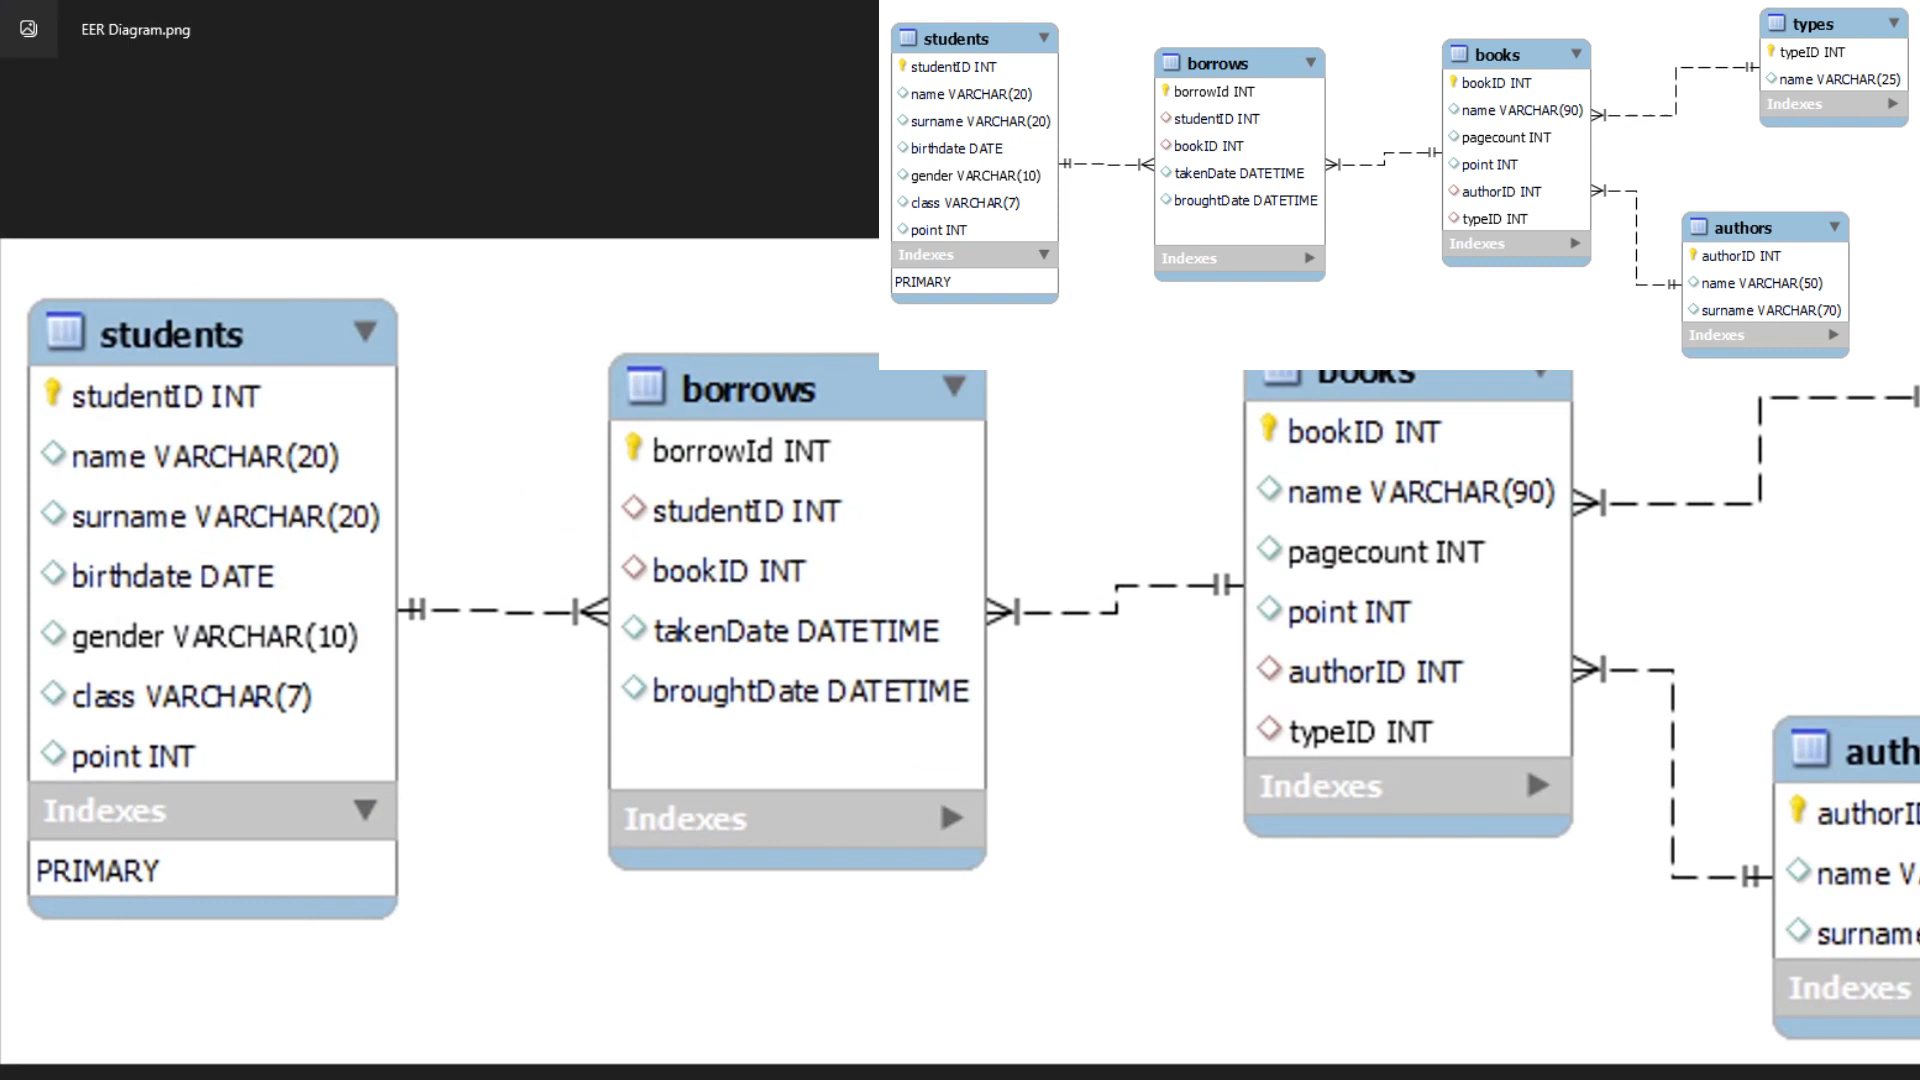 EER Diagram.png
students
studentID INT
name VARCHAR(20)
surname VARCHAR(20)
birthdate DATE
gender VARCHAR(10)
class VARCHAR(7)
point INT
Indexes
PRIMARY
borrows
borrowId INT
studentID INT
bookID INT
takenDate DATETIME
broughtDate DATETIME
Indexes
books
bookID INT
name VARCHAR(90)
pagecount INT
point INT
authorID INT
typeID INT
Indexes
types
typeID INT
name VARCHAR(25)
Indexes
authors
authorID INT
name VARCHAR(50)
surname VARCHAR(70)
Indexes
students
studentID INT
name VARCHAR(20)
surname VARCHAR(20)
birthdate DATE
gender VARCHAR(10)
class VARCHAR(7)
point INT
Indexes
PRIMARY
borrows
borrowId INT
studentID INT
bookID INT
takenDate DATETIME
broughtDate DATETIME
Indexes
books
bookID INT
name VARCHAR(90)
pagecount INT
point INT
authorID INT
typeID INT
Indexes
auth
authorID
name VA
surname
Indexes